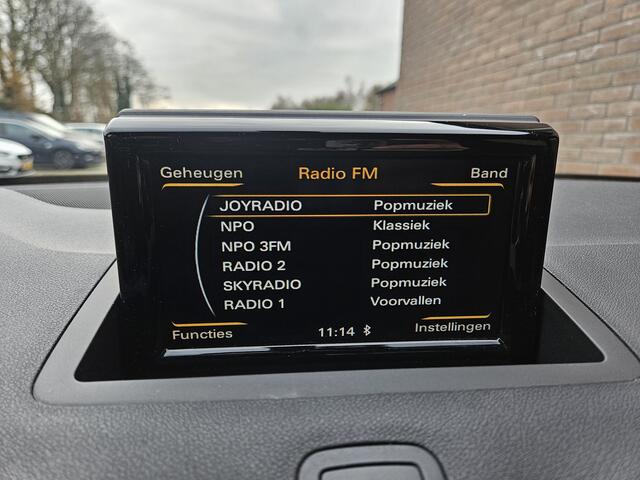 Geheugen Radio FM Band
JOYRADIO Popmuziek
NPO Klassiek
NPO 3FM Popmuziek
RADIO 2 Popmuziek
SKYRADIO Popmuziek
RADIO 1 Voorvallen
Functies 11:14 Instellingen